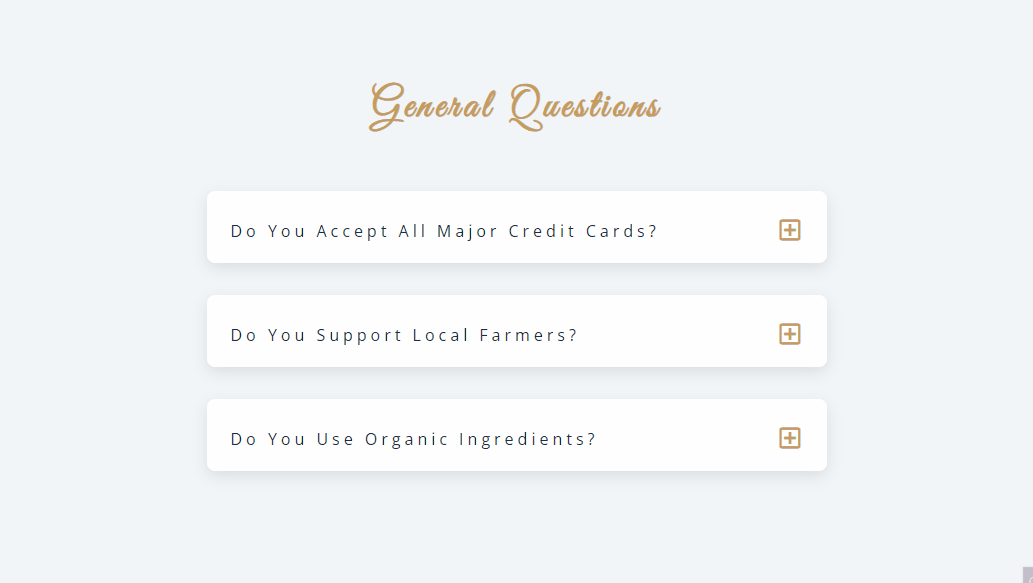 General Questions
Do You Accept All Major Credit Cards?
Do You Support Local Farmers?
Do You Use Organic Ingredients?